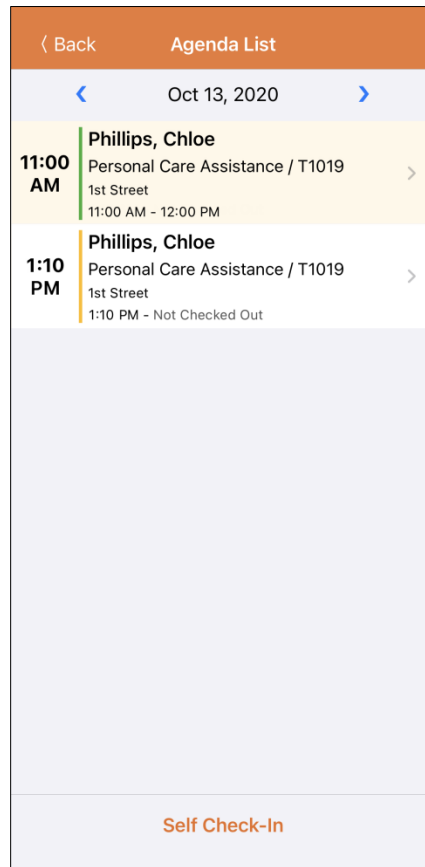 Back
Agenda List
Oct 13, 2020
11:00 AM
Phillips, Chloe
Personal Care Assistance / T1019
1st Street
11:00 AM - 12:00 PM
1:10 PM
Phillips, Chloe
Personal Care Assistance / T1019
1st Street
1:10 PM - Not Checked Out
Self Check-In